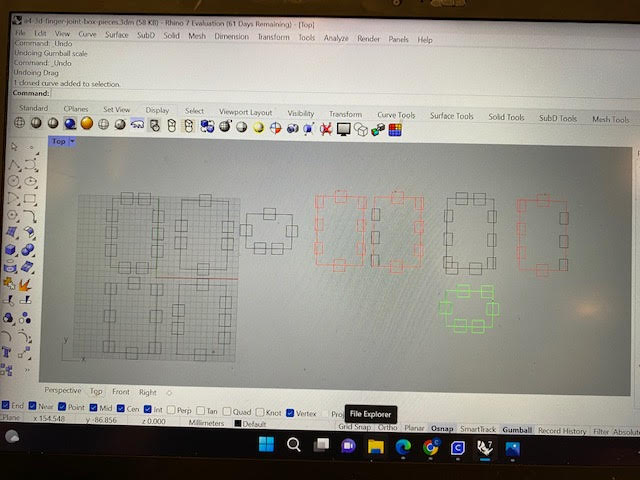 a4-3d-finger-joint-box-pieces.3dm (58 KB) - Rhino 7 Evaluation (61 Days Remaining) - [Top]
File Edit View Curve Surface SubD Solid Mesh Dimension Transform Tools Analyze Render Panels Help
Command: _Undo
Undoing Gumball scale
Command: _Undo
Undoing Drag
1 closed curve added to selection.
Command:
Standard CPlanes Set View Display Select Viewport Layout Visibility Transform Curve Tools Surface Tools Solid Tools SubD Tools Mesh Tools
Top
y
x
Perspective Top Front Right
End Near Point Mid Cen Int Perp Tan Quad Knot Vertex Proj
File Explorer
CPlane x 154.548 y -86.856 z 0.000 Millimeters Default Grid Snap Ortho Planar Osnap SmartTrack Gumball Record History Filter Absolute